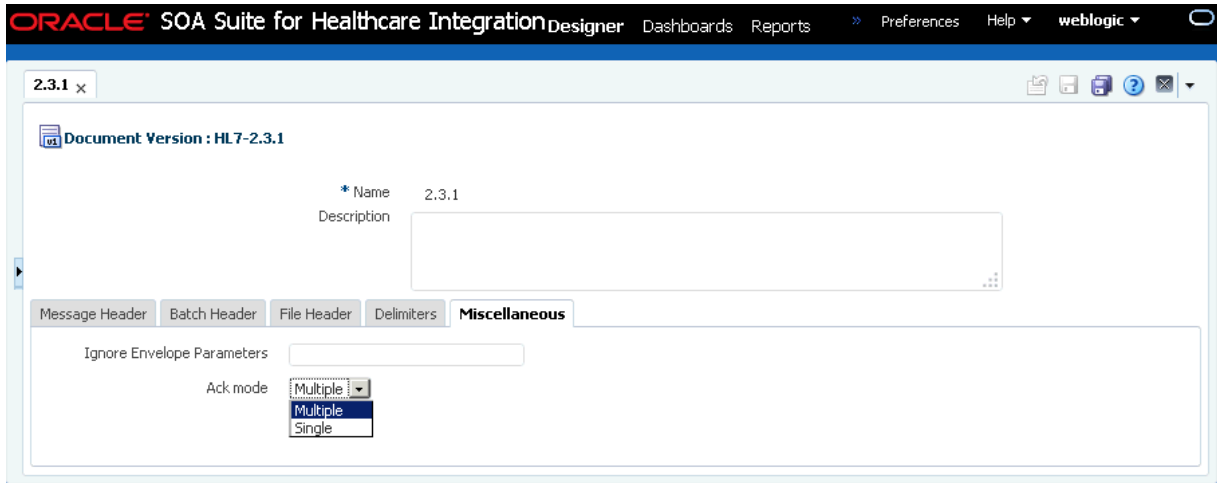 ORACLE® SOA Suite for Healthcare Integration Designer Dashboards Reports » Preferences Help weblogic
2.3.1 x
v1 Document Version : HL7-2.3.1
* Name 2.3.1
Description
Message Header Batch Header File Header Delimiters Miscellaneous
Ignore Envelope Parameters
Ack mode Multiple
Multiple
Single